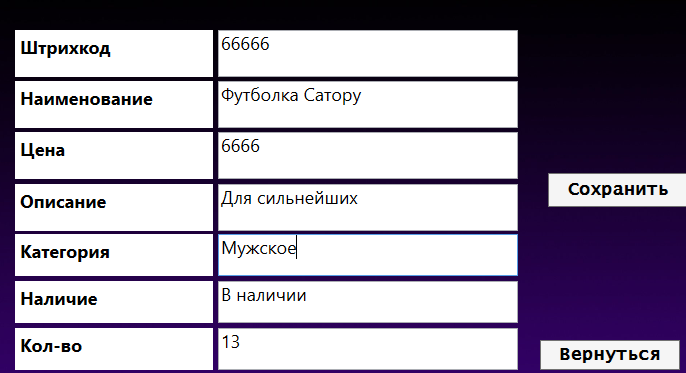 Штрихкод 66666
Наименование Футболка Сатору
Цена 6666
Описание Для сильнейших
Сохранить
Категория Мужское
Наличие В наличии
Кол-во 13
Вернуться